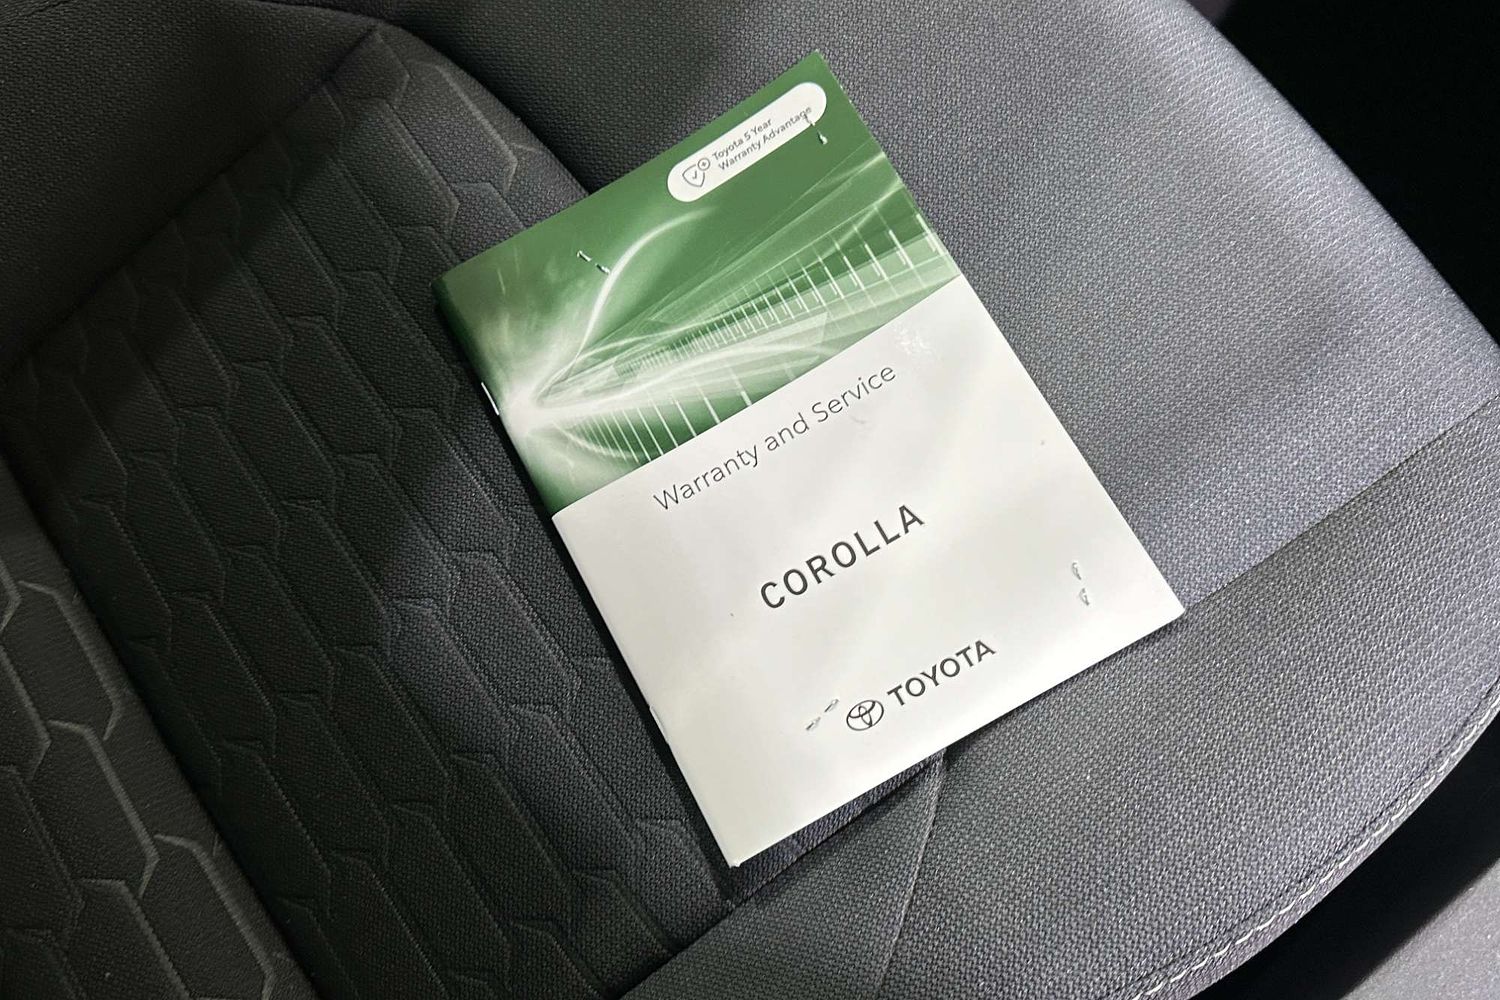 Toyota 5 Year
Warranty Advantage
Warranty and Service
COROLLA
TOYOTA